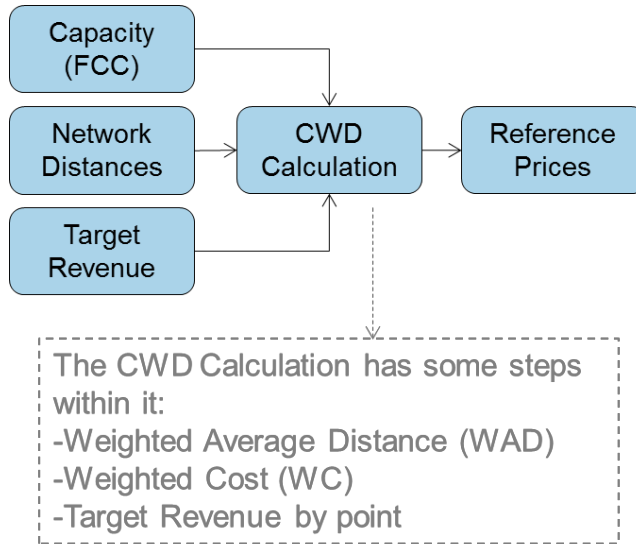 Capacity
(FCC)
Network
Distances
CWD
Calculation
Reference
Prices
Target
Revenue
The CWD Calculation has some steps
within it:
-Weighted Average Distance (WAD)
-Weighted Cost (WC)
-Target Revenue by point